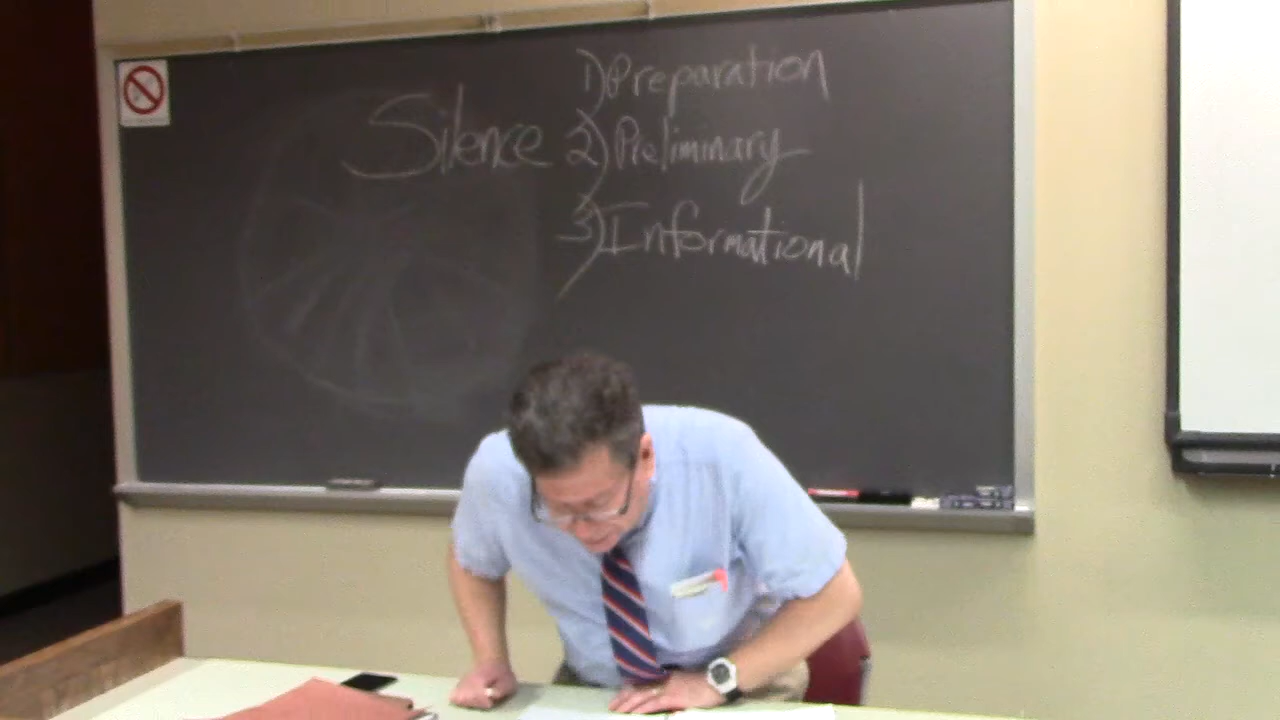 1) Preparation
Silence 2) Preliminary
3) Informational